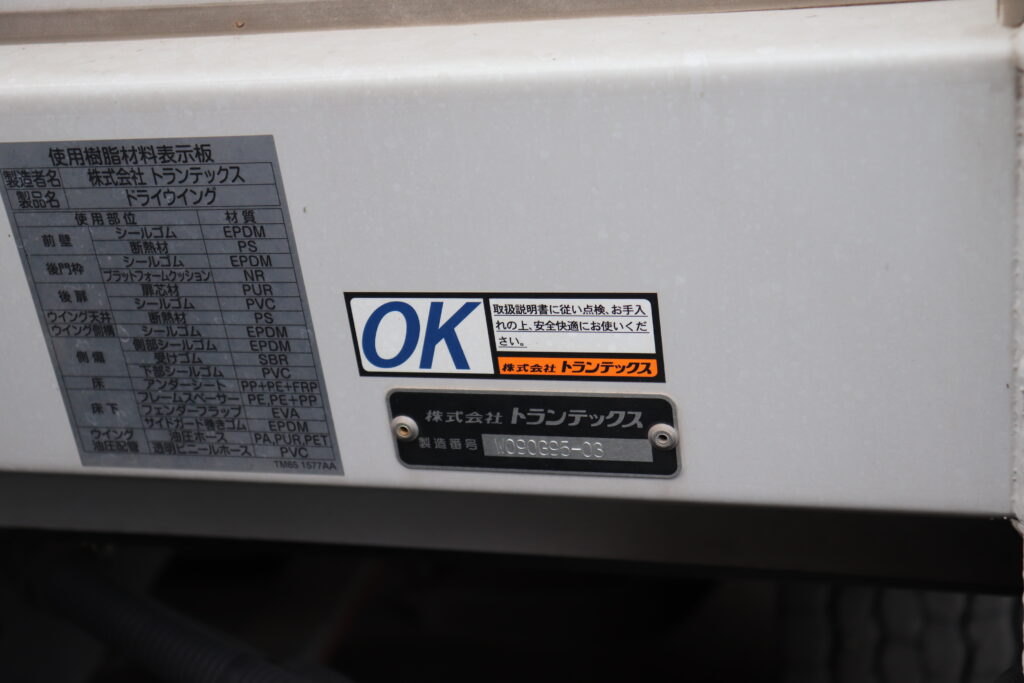 使用樹脂材料表示板
製造者名 株式会社 トランテックス
製品名 ドライウイング
使用部位 材質
前壁 シールゴム EPDM
断熱材 PS
後門枠 シールゴム EPDM
プラットフォームクッション NR
後扉 扉芯材 PUR
シールゴム PVC
ウイング天井 断熱材 PS
ウイング側構 シールゴム EPDM
側部シールゴム EPDM
側 受けゴム SBR
下部シールゴム PVC
床 アンダーシート PP+PE+FRP
フレームスペーサー PE,PE+PP
床下 フェンダーフラップ EVA
サイドガード巻きゴム EPDM
ウイング 油圧ホース PA,PUR,PET
油圧配管 透明ビニールホース PVC
TM65 1577AA
OK
取扱説明書に従い点検、お手入
れの上、安全快適にお使いくだ
さい。
株式会社 トランテックス
株式会社 トランテックス
製造番号 W090G95-03